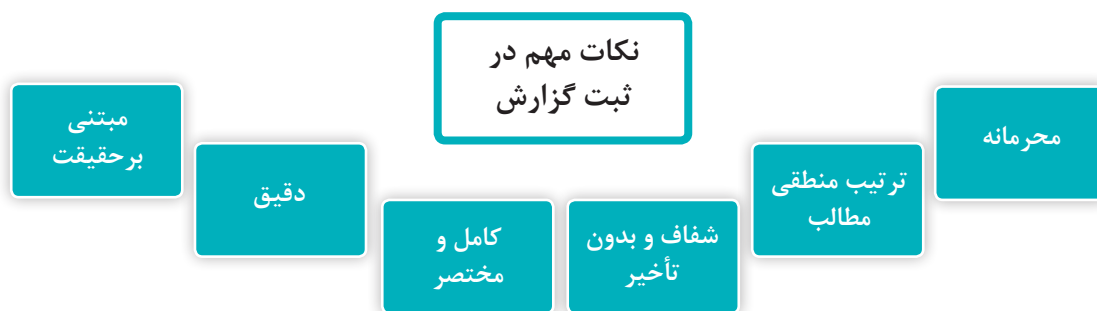 نکات مهم در
ثبت گزارش
محرمانه
ترتیب منطقی
مطالب
شفاف و بدون
تأخیر
کامل و
مختصر
دقیق
مبتنی
برحقیقت